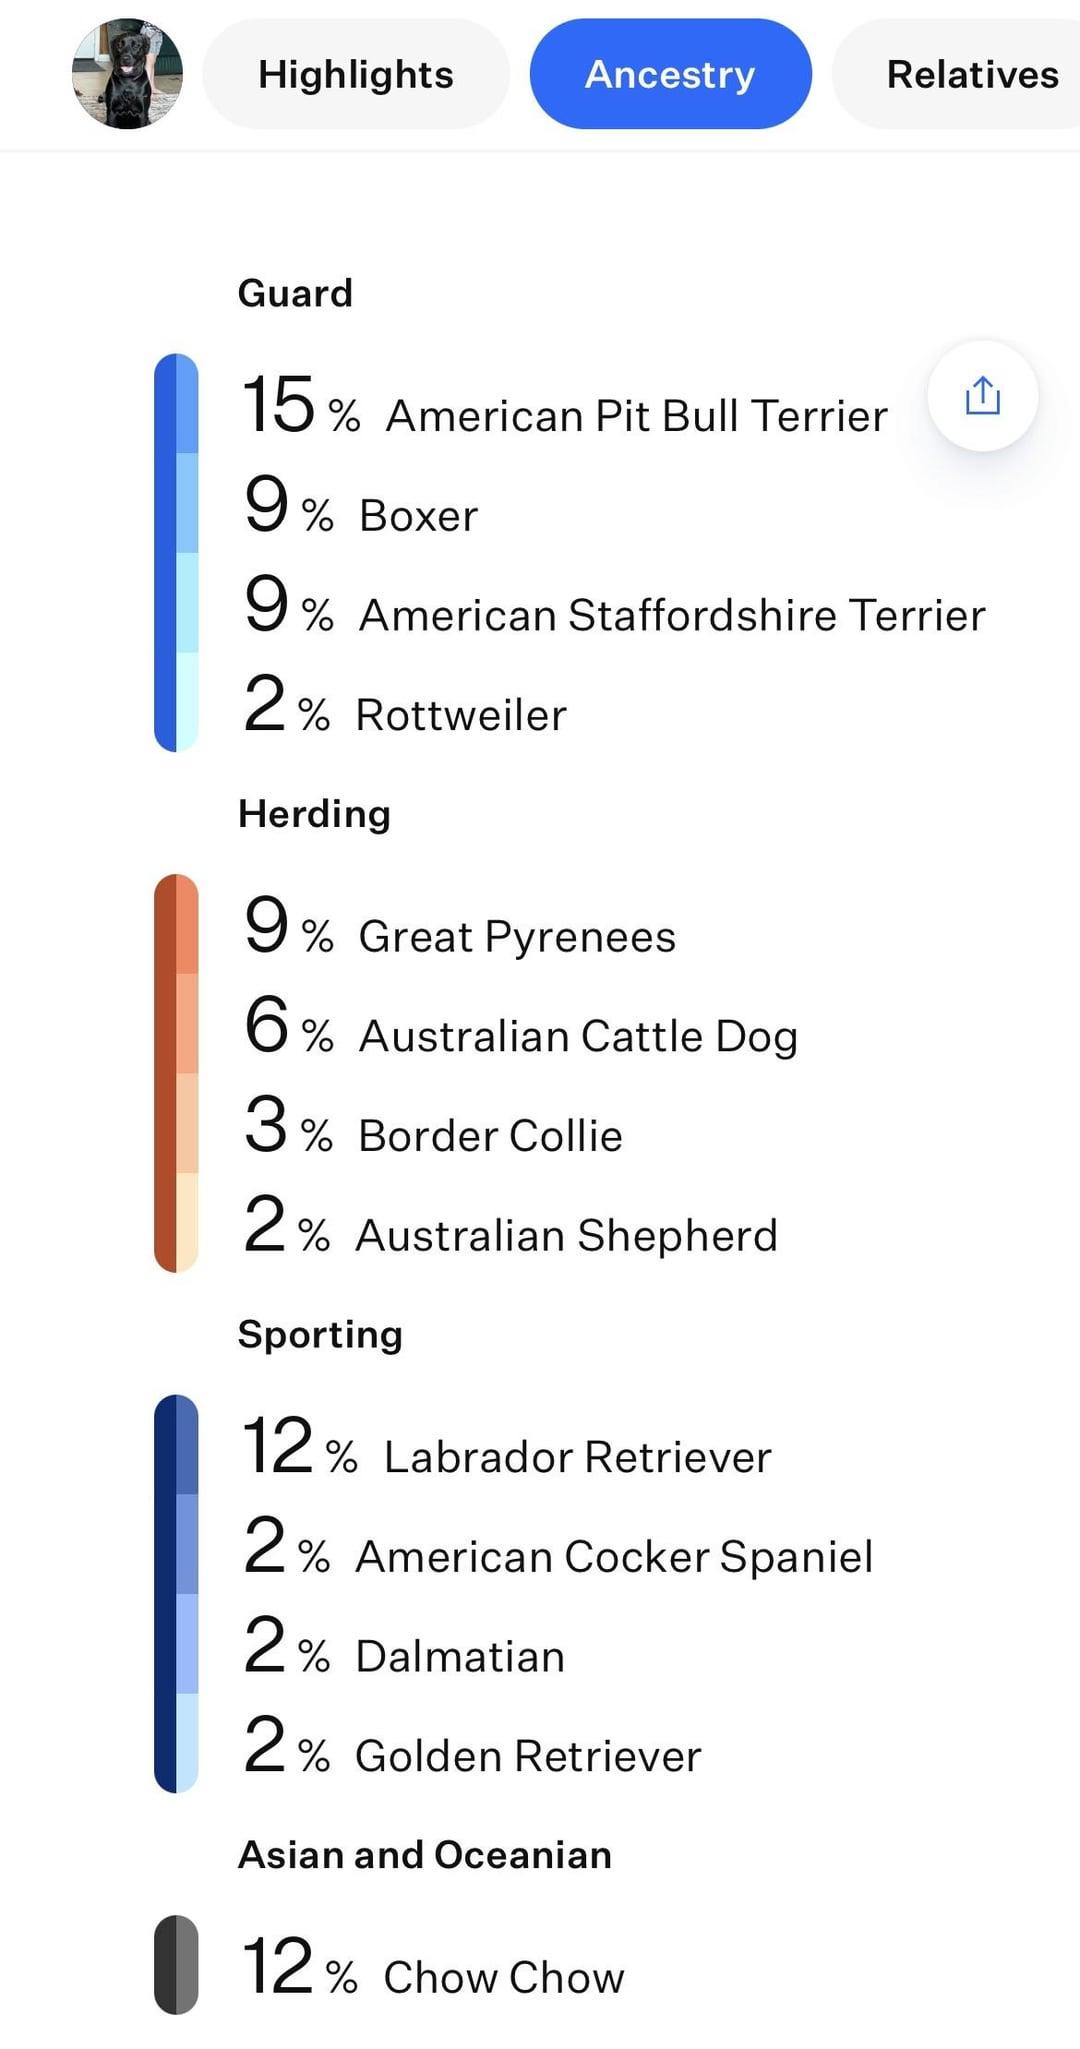 Highlights Ancestry Relatives
Guard
15 % American Pit Bull Terrier
9 % Boxer
9 % American Staffordshire Terrier
2 % Rottweiler
Herding
9 % Great Pyrenees
6 % Australian Cattle Dog
3 % Border Collie
2 % Australian Shepherd
Sporting
12 % Labrador Retriever
2 % American Cocker Spaniel
2 % Dalmatian
2 % Golden Retriever
Asian and Oceanian
12 % Chow Chow